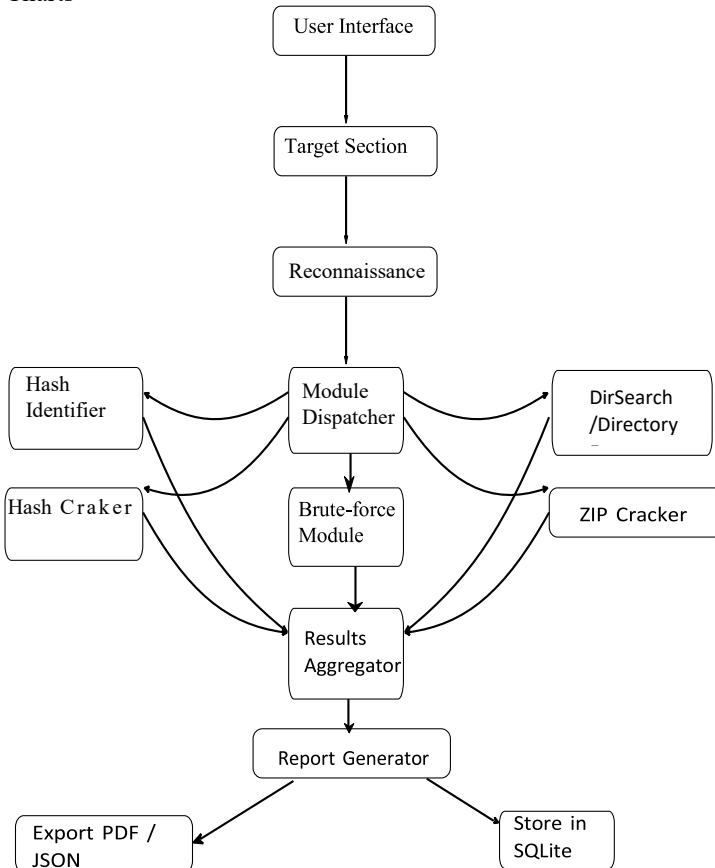 User Interface
Target Section
Reconnaissance
Hash
Identifier
Module
Dispatcher
DirSearch
/Directory
Hash Craker
Brute-force
Module
ZIP Cracker
Results
Aggregator
Report Generator
Export PDF /
JSON
Store in
SQLite